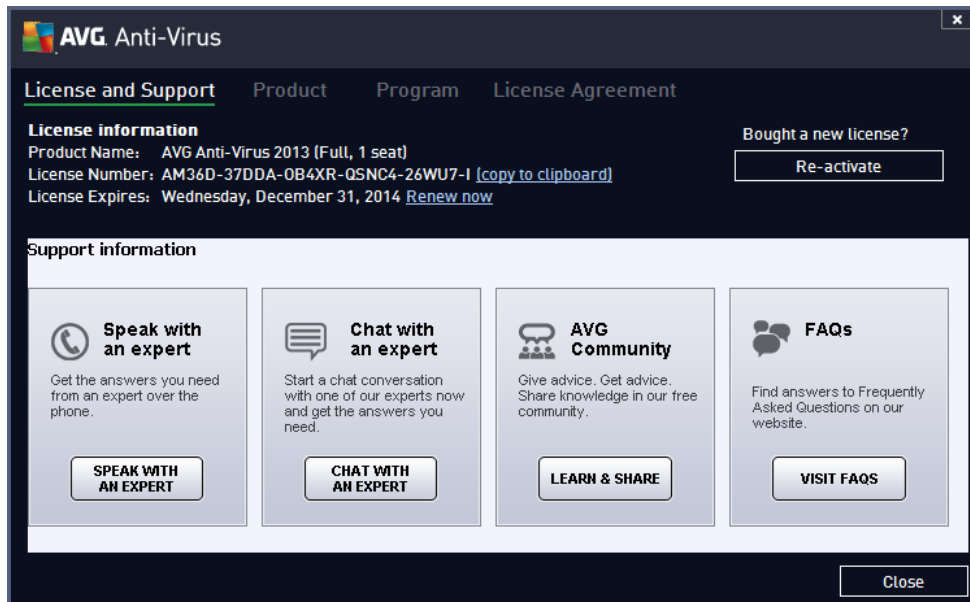 AVG. Anti-Virus
License and Support Product Program License Agreement
License information
Product Name: AVG Anti-Virus 2013 (Full, 1 seat)
License Number: AM36D-37DDA-OB4XR-QSNC4-26WU7-I (copy to clipboard)
License Expires: Wednesday, December 31, 2014 Renew now
Bought a new license?
Re-activate
Support information
Speak with
an expert
Get the answers you need
from an expert over the
phone.
SPEAK WITH
AN EXPERT
Chat with
an expert
Start a chat conversation
with one of our experts now
and get the answers you
need.
CHAT WITH
AN EXPERT
AVG
Community
Give advice. Get advice.
Share knowledge in our free
community.
LEARN & SHARE
FAQs
Find answers to Frequently
Asked Questions on our
website.
VISIT FAQS
Close